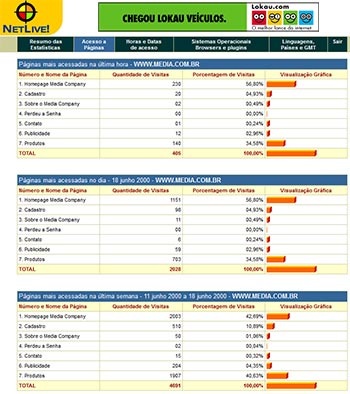 NETLIVE!
CHEGOU LOKAU VEÍCULOS.
Lokau.com
O melhor lance da internet
Resumo das Estatísticas Acesso a Páginas Horas e Datas de acesso Sistemas Operacionais Browsers e plugins Linguagens, Países e GMT Sair
Páginas mais acessadas na última hora - WWW.MEDIA.COM.BR
Número e Nome da Página Quantidade de Visitas Porcentagem de Visitas Visualização Gráfica
1. Homepage Media Company 230 56,80%
2. Cadastro 20 04,93%
3. Sobre o Media Company 02 00,49%
4. Perdeu a Senha 0 00%
5. Contato 01 00,24%
6. Publicidade 12 02,96%
7. Produtos 140 34,58%
TOTAL 405 100,00%
Páginas mais acessadas no dia - 18 junho 2000 - WWW.MEDIA.COM.BR
Número e Nome da Página Quantidade de Visitas Porcentagem de Visitas Visualização Gráfica
1. Homepage Media Company 1151 56,80%
2. Cadastro 98 04,93%
3. Sobre o Media Company 11 00,49%
4. Perdeu a Senha 0 00%
5. Contato 6 00,24%
6. Publicidade 59 02,96%
7. Produtos 703 34,58%
TOTAL 2028 100,00%
Páginas mais acessadas na última semana - 11 junho 2000 a 18 junho 2000 - WWW.MEDIA.COM.BR
Número e Nome da Página Quantidade de Visitas Porcentagem de Visitas Visualização Gráfica
1. Homepage Media Company 2003 42,69%
2. Cadastro 510 10,89%
3. Sobre o Media Company 50 01,06%
4. Perdeu a Senha 02 00,04%
5. Contato 15 00,32%
6. Publicidade 204 04,35%
7. Produtos 1907 40,63%
TOTAL 4691 100,00%